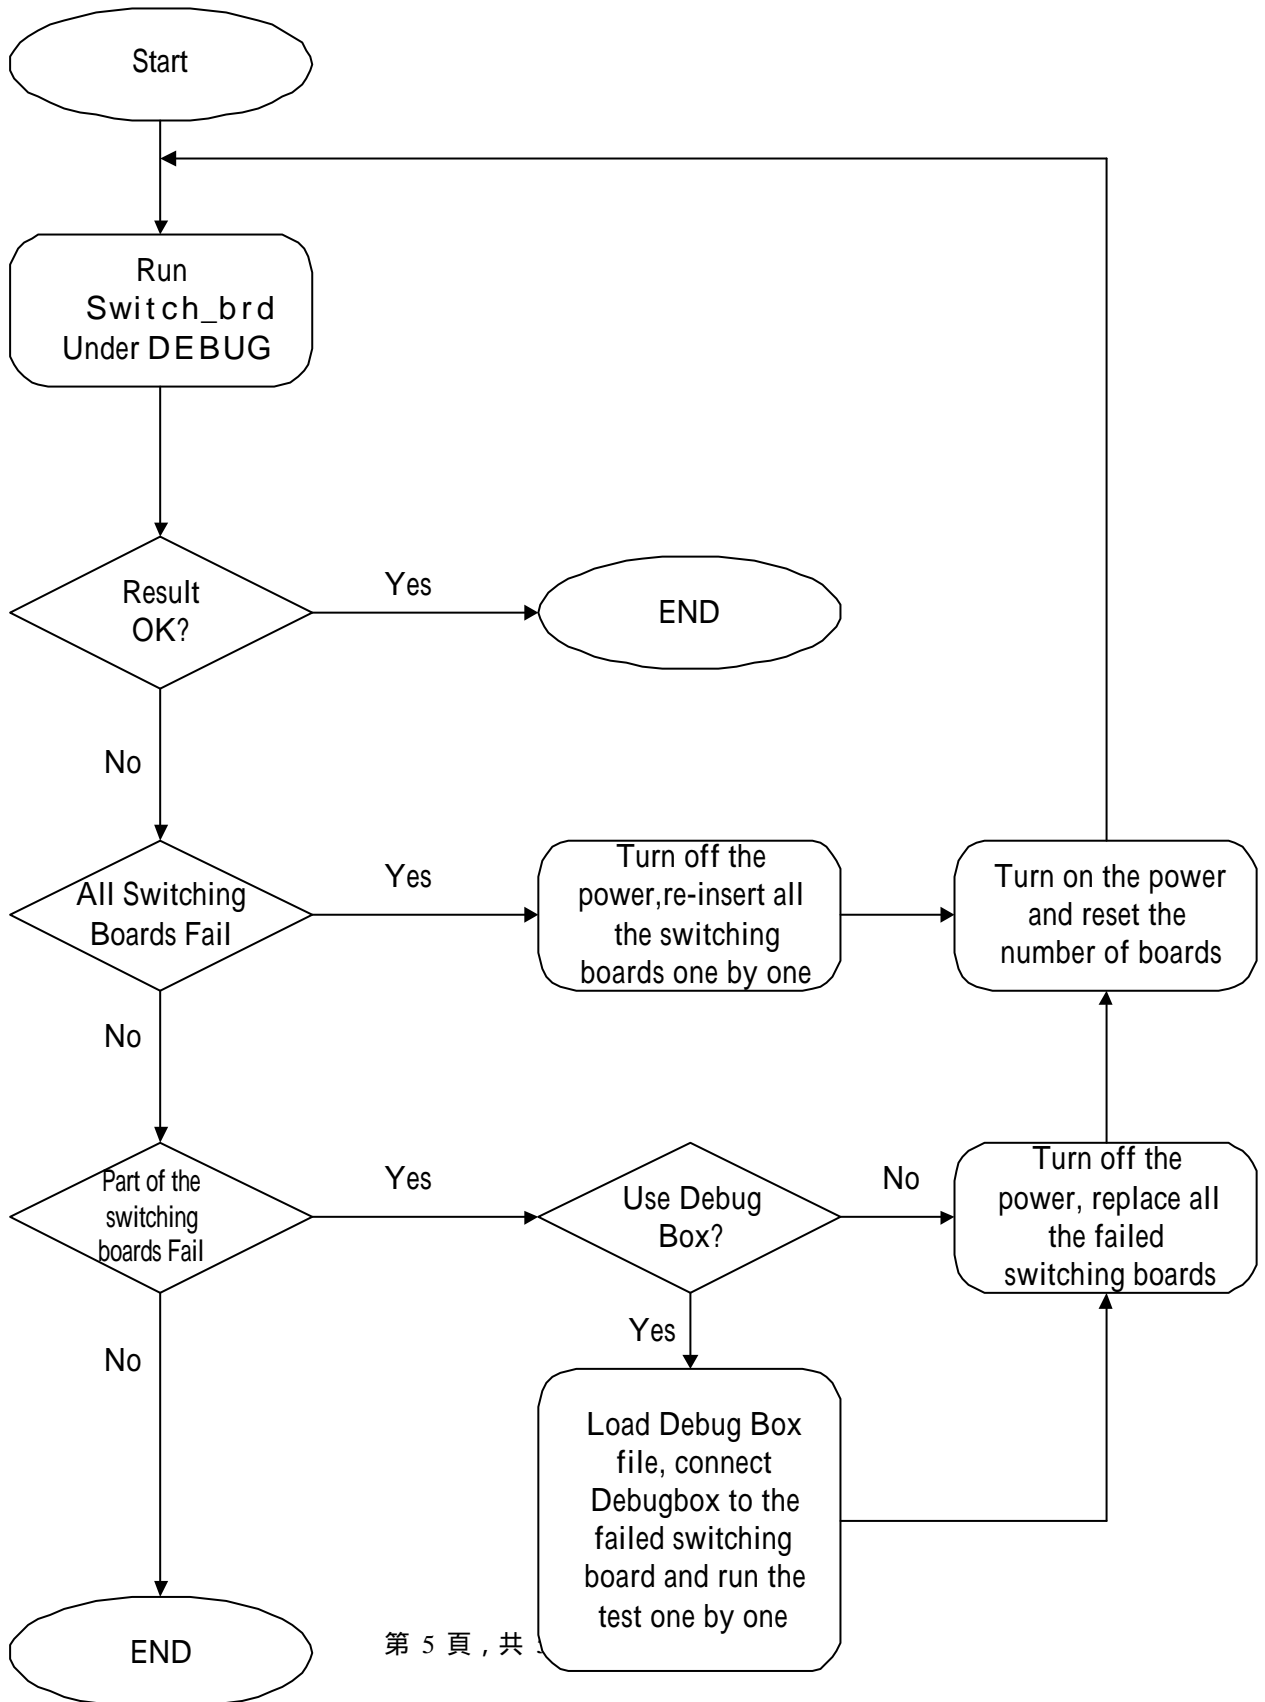 Start
Run
Switch_brd
Under DEBUG
Result
OK?
Yes
END
No
All Switching
Boards Fail
Yes
Turn off the
power,re-insert all
the switching
boards one by one
Turn on the power
and reset the
number of boards
No
Part of the
switching
boards Fail
Yes
Use Debug
Box?
No
Turn off the
power, replace all
the failed
switching boards
Yes
No
Load Debug Box
file, connect
Debugbox to the
failed switching
board and run the
test one by one
END
第 5 頁 , 共